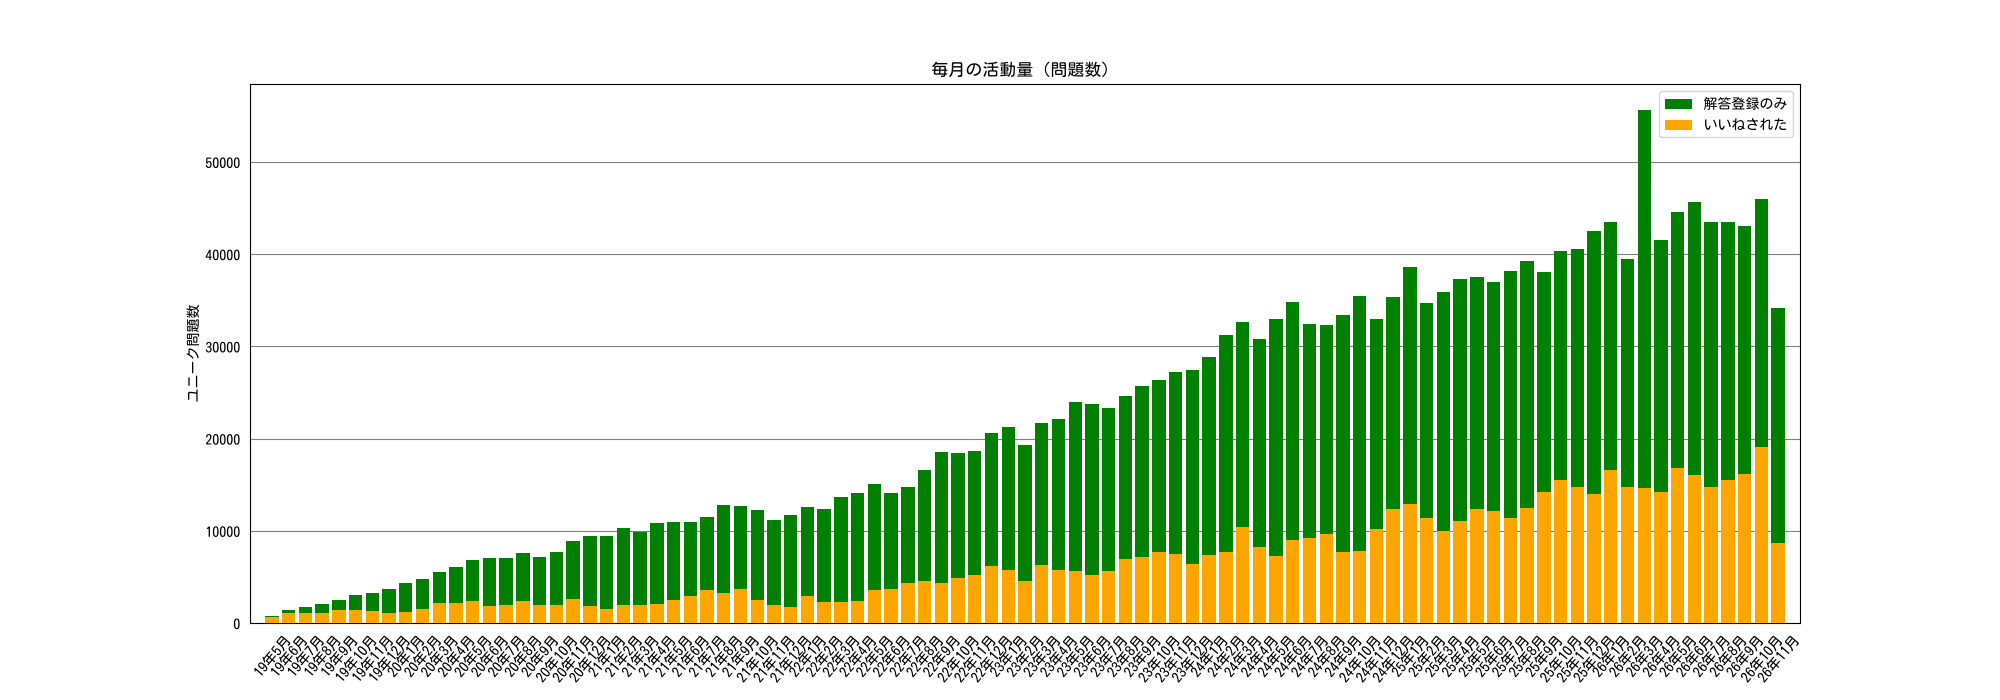 毎月の活動量（問題数）
解答登録のみ
いいねされた
ユニーク問題数
50000
40000
30000
20000
10000
0
19年5月
19年6月
19年7月
19年8月
19年9月
19年10月
19年11月
19年12月
20年1月
20年2月
20年3月
20年4月
20年5月
20年6月
20年7月
20年8月
20年9月
20年10月
20年11月
20年12月
21年1月
21年2月
21年3月
21年4月
21年5月
21年6月
21年7月
21年8月
21年9月
21年10月
21年11月
21年12月
22年1月
22年2月
22年3月
22年4月
22年5月
22年6月
22年7月
22年8月
22年9月
22年10月
22年11月
22年12月
23年1月
23年2月
23年3月
23年4月
23年5月
23年6月
23年7月
23年8月
23年9月
23年10月
23年11月
23年12月
24年1月
24年2月
24年3月
24年4月
24年5月
24年6月
24年7月
24年8月
24年9月
24年10月
24年11月
24年12月
25年1月
25年2月
25年3月
25年4月
25年5月
25年6月
25年7月
25年8月
25年9月
25年10月
25年11月
25年12月
26年1月
26年2月
26年3月
26年4月
26年5月
26年6月
26年7月
26年8月
26年9月
26年10月
26年11月